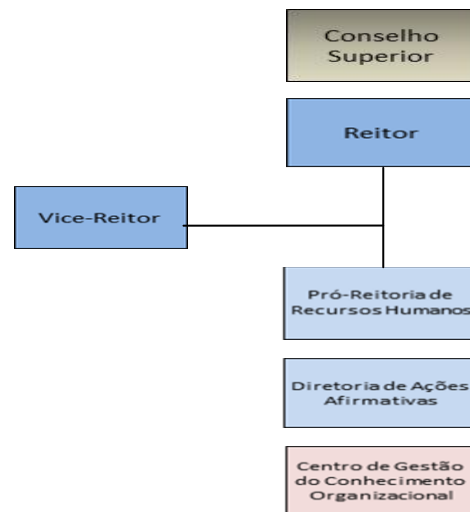 Conselho
Superior
Reitor
Vice-Reitor
Pró-Reitoria de
Recursos Humanos
Diretoria de Ações
Afirmativas
Centro de Gestão
do Conhecimento
Organizacional